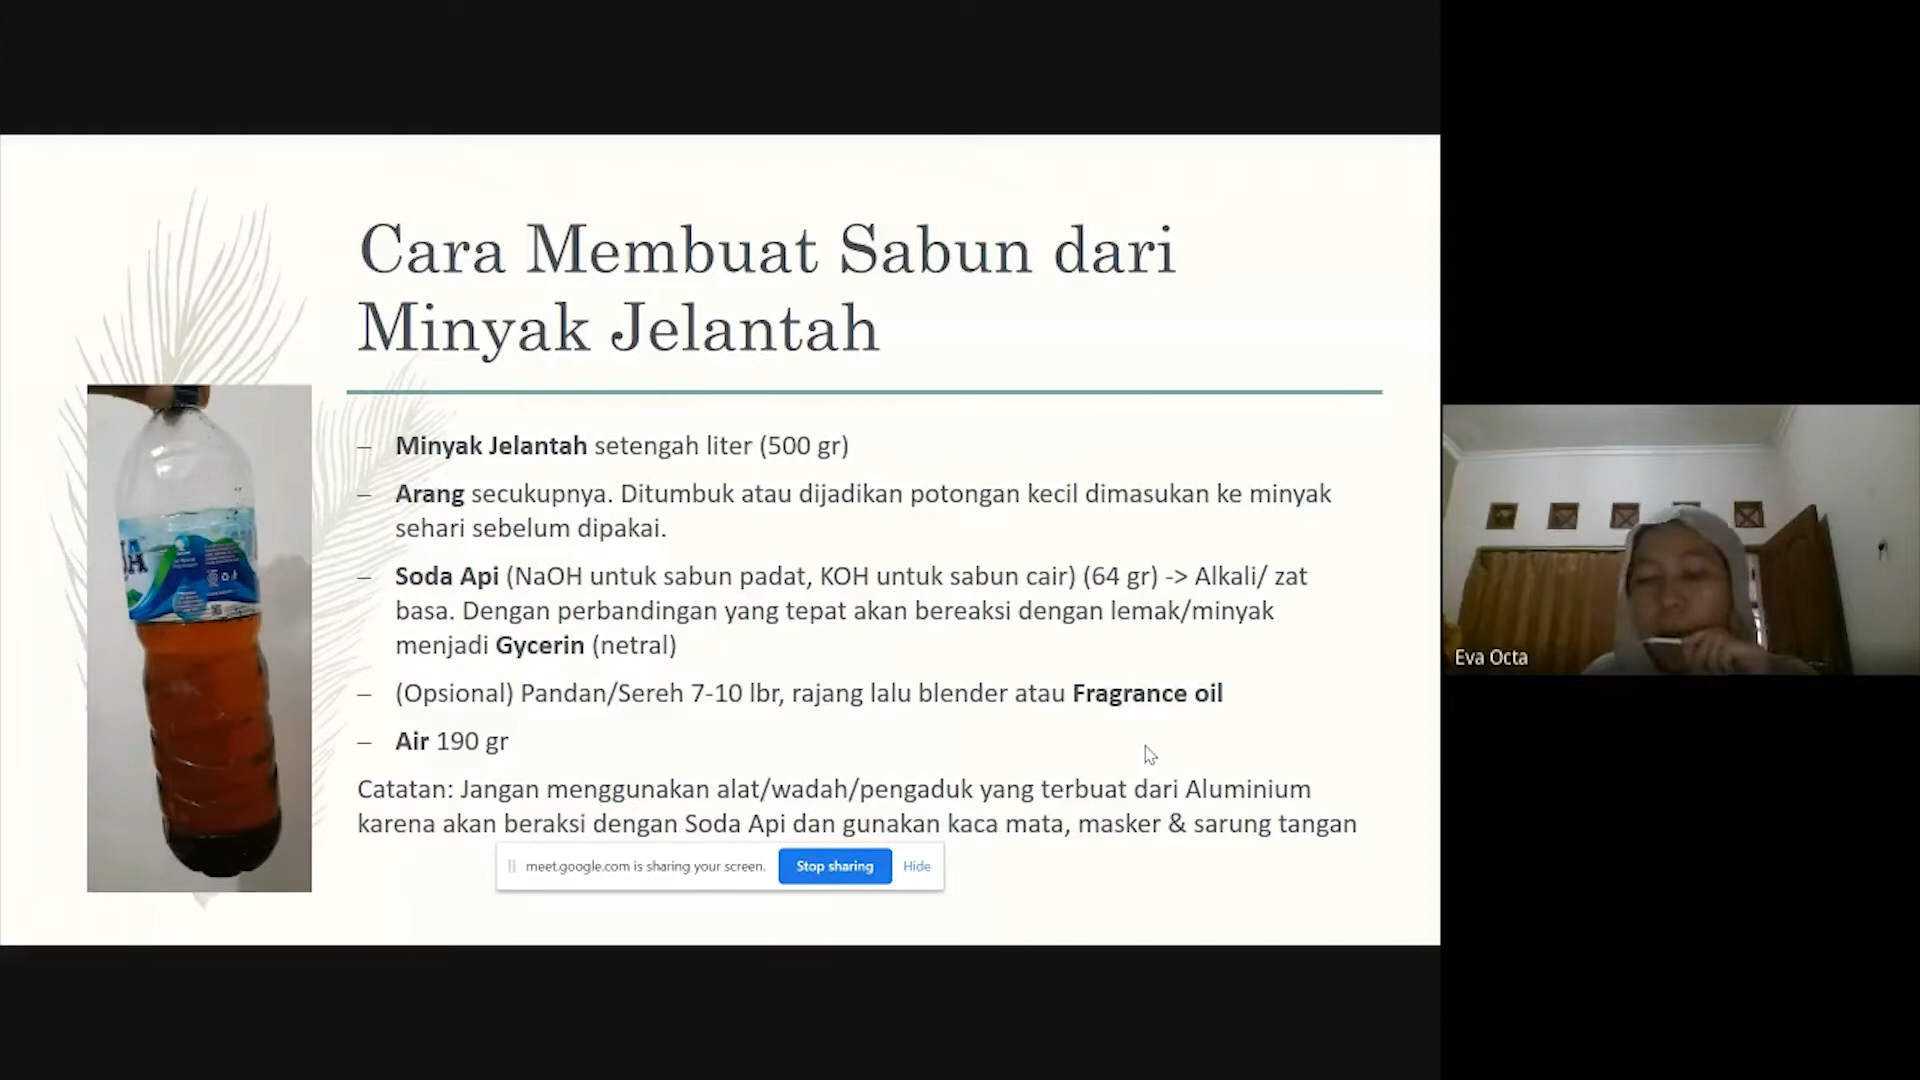 Cara Membuat Sabun dari
Minyak Jelantah
– Minyak Jelantah setengah liter (500 gr)
– Arang secukupnya. Ditumbuk atau dijadikan potongan kecil dimasukan ke minyak
sehari sebelum dipakai.
– Soda Api (NaOH untuk sabun padat, KOH untuk sabun cair) (64 gr) -> Alkali/ zat
basa. Dengan perbandingan yang tepat akan bereaksi dengan lemak/minyak
menjadi Gycerin (netral)
– (Opsional) Pandan/Sereh 7-10 lbr, rajang lalu blender atau Fragrance oil
– Air 190 gr
Catatan: Jangan menggunakan alat/wadah/pengaduk yang terbuat dari Aluminium
karena akan beraksi dengan Soda Api dan gunakan kaca mata, masker & sarung tangan
meet.google.com is sharing your screen.
Stop sharing
Hide
Eva Octa